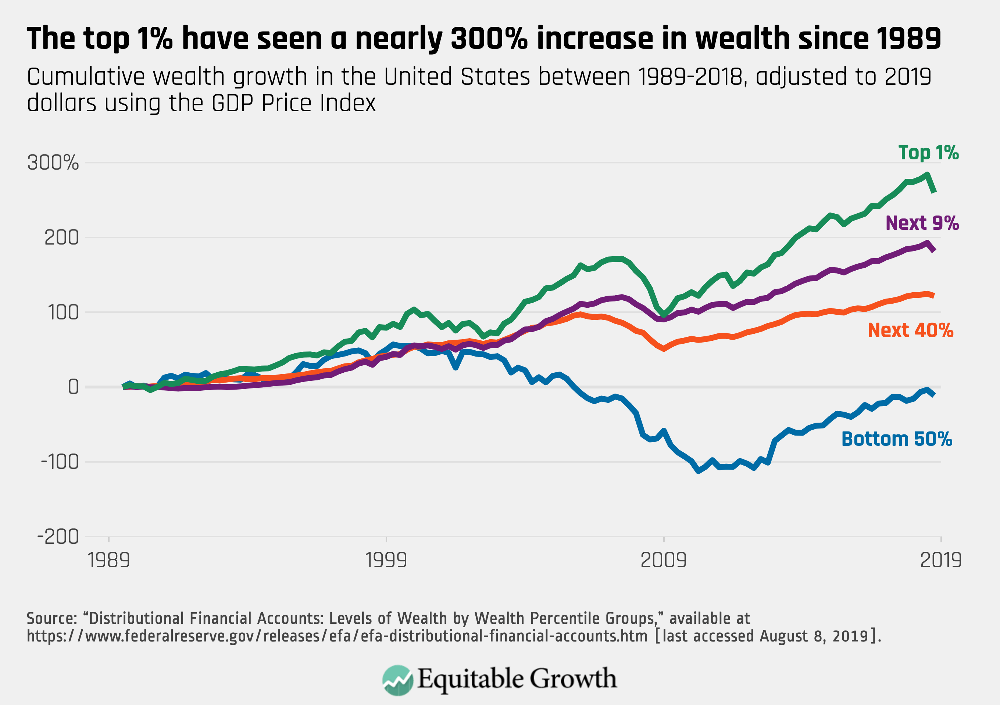 The top 1% have seen a nearly 300% increase in wealth since 1989
Cumulative wealth growth in the United States between 1989-2018, adjusted to 2019
dollars using the GDP Price Index
Top 1%
300%
Next 9%
200
100
Next 40%
0
Bottom 50%
-100
-200
1989
1999
2009
2019
Source: “Distributional Financial Accounts: Levels of Wealth by Wealth Percentile Groups,” available at
https://www.federalreserve.gov/releases/efa/efa-distributional-financial-accounts.htm [last accessed August 8, 2019].
Equitable Growth